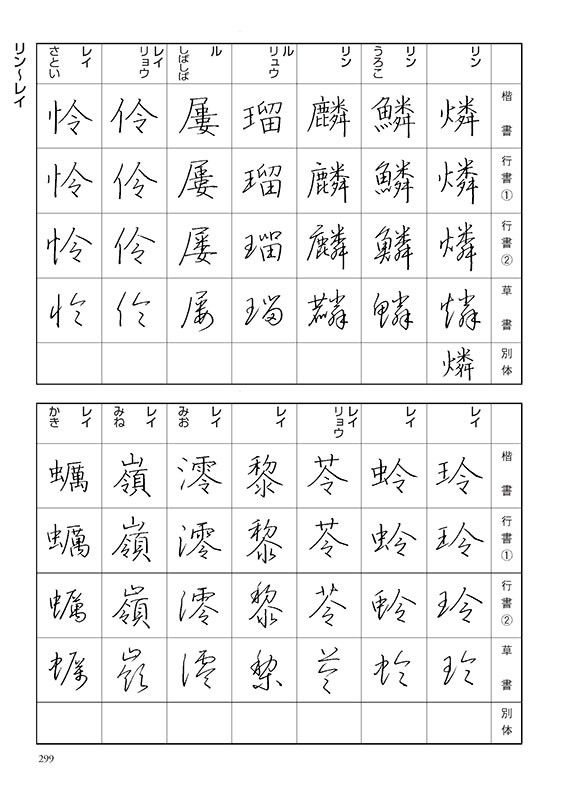 リン〜レイ
楷書 行書① 行書② 草書 別体
リン 燐 燐 燐 燐 燐
リン うろこ 鱗 鱗 鱗 鱗
リン 麟 麟 麟 麟
ル リュウ 瑠 瑠 瑠 瑠
ル しばしば 屡 屡 屡 屡
レイ リョウ 伶 伶 伶 伶
レイ さとい 怜 怜 怜 怜
楷書 行書① 行書② 草書 別体
レイ 玲 玲 玲 玲
レイ 蛉 蛉 蛉 蛉
レイ リョウ 苓 苓 苓 苓
レイ 黎 黎 黎 黎
レイ みお 澪 澪 澪 澪
レイ みね 嶺 嶺 嶺 嶺
レイ かき 蠣 蠣 蠣 蛎
299